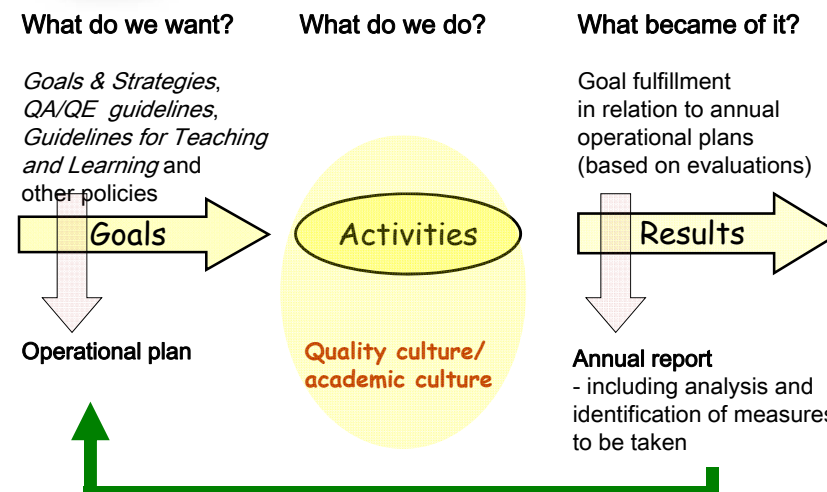 What do we want?
Goals & Strategies,
QA/QE guidelines,
Guidelines for Teaching
and Learning and
other policies
Goals
Operational plan
What do we do?
Activities
Quality culture/
academic culture
What became of it?
Goal fulfillment
in relation to annual
operational plans
(based on evaluations)
Results
Annual report
- including analysis and
identification of measures
to be taken